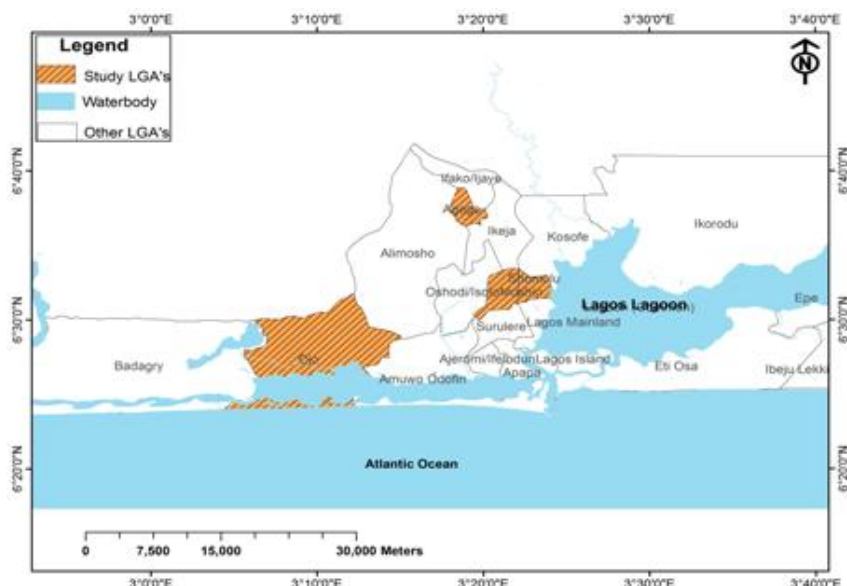 3°0'0"E 3°10'0"E 3°20'0"E 3°30'0"E 3°40'0"E
Legend
Study LGA's
Waterbody
Other LGA's
N
6°40'0"N 6°40'0"N
Ifako/Ijaye
Ikeja
Kosofe
Ikorodu
Alimosho
Oshodi/Isolo
Lagos Lagoon
Epe
6°30'0"N 6°30'0"N
Surulere
Lagos Mainland
Badagry
Ojo
Ajeromi/Ifelodun
Lagos Island
Amuwo Odofin
Apapa
Eti Osa
Ibeju Lekki
6°20'0"N 6°20'0"N
Atlantic Ocean
0 7,500 15,000 30,000 Meters
3°0'0"E 3°10'0"E 3°20'0"E 3°30'0"E 3°40'0"E